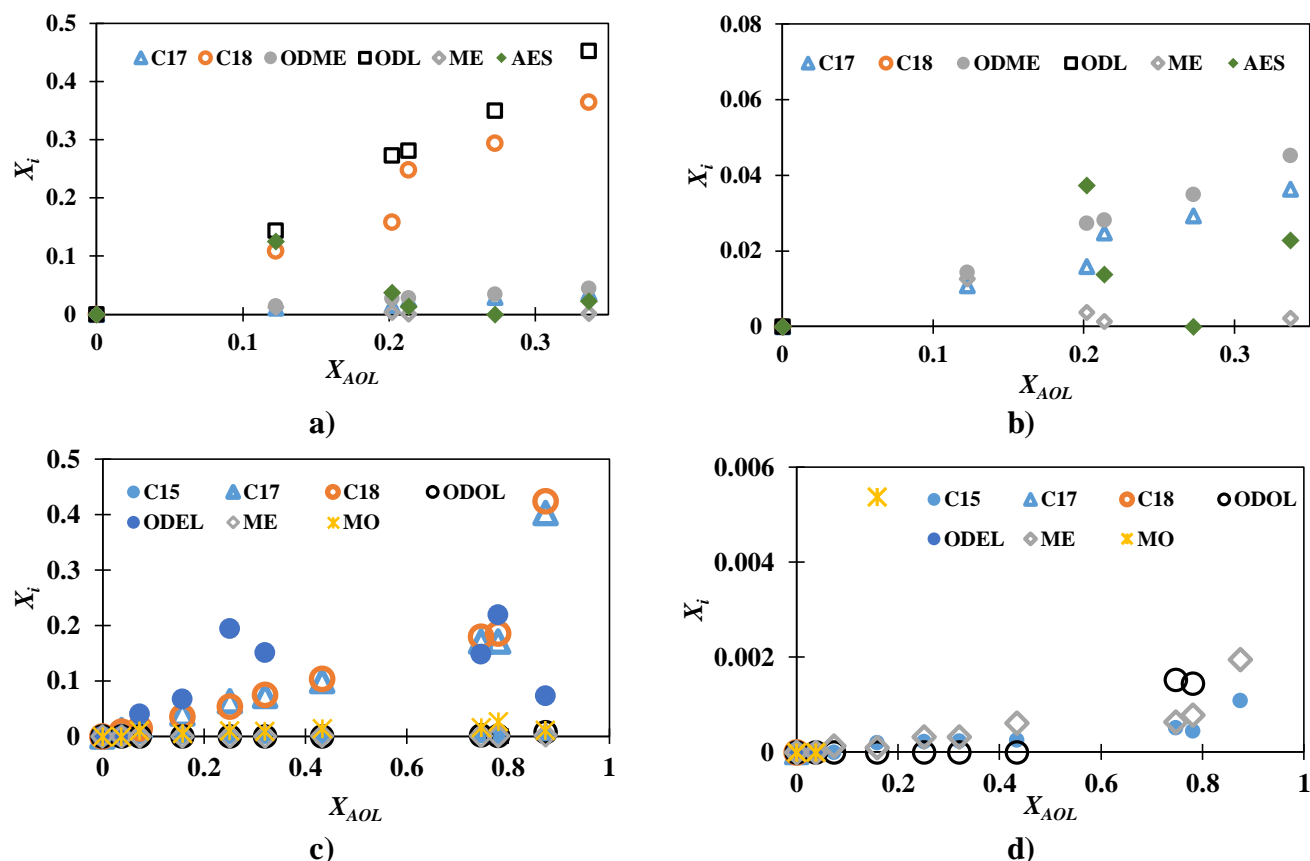 0.5
C17 C18 ODME ODL ME AES
0.4
0.3
0.2
0.1
0
X_i
0 0.1 0.2 0.3
X_AOL
a)
0.08
C17 C18 ODME ODL ME AES
0.06
0.04
0.02
0
X_i
0 0.1 0.2 0.3
X_AOL
b)
0.5
C15 C17 C18 ODOL
ODEL ME MO
0.4
0.3
0.2
0.1
0
X_i
0 0.2 0.4 0.6 0.8 1
X_AOL
c)
0.006
C15 C17 C18 ODOL
ODEL ME MO
0.004
0.002
0
X_i
0 0.2 0.4 0.6 0.8 1
X_AOL
d)